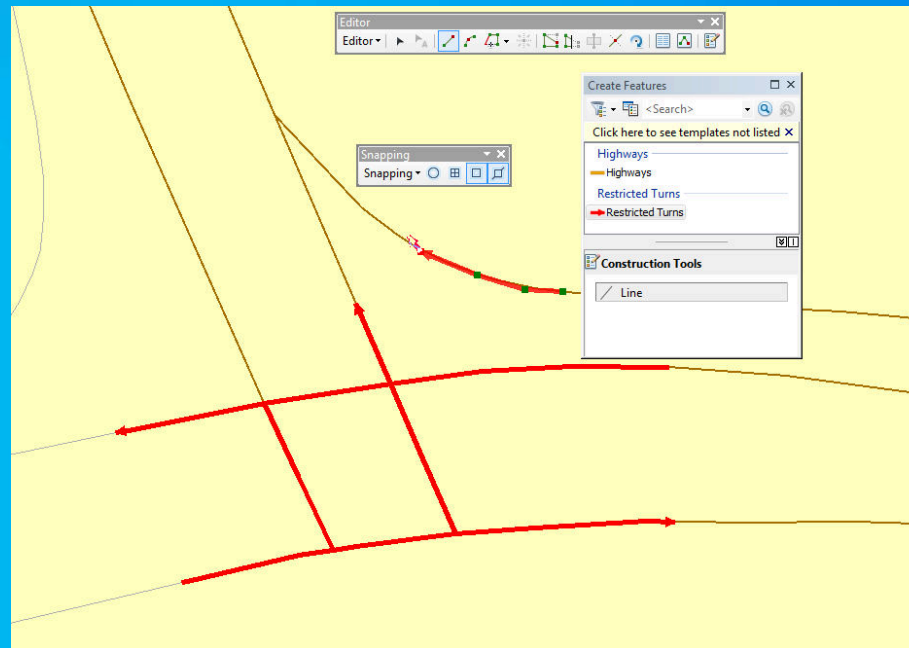 Editor
Editor
Create Features
<Search>
Click here to see templates not listed
Highways
Highways
Restricted Turns
Restricted Turns
Snapping
Snapping
Construction Tools
Line